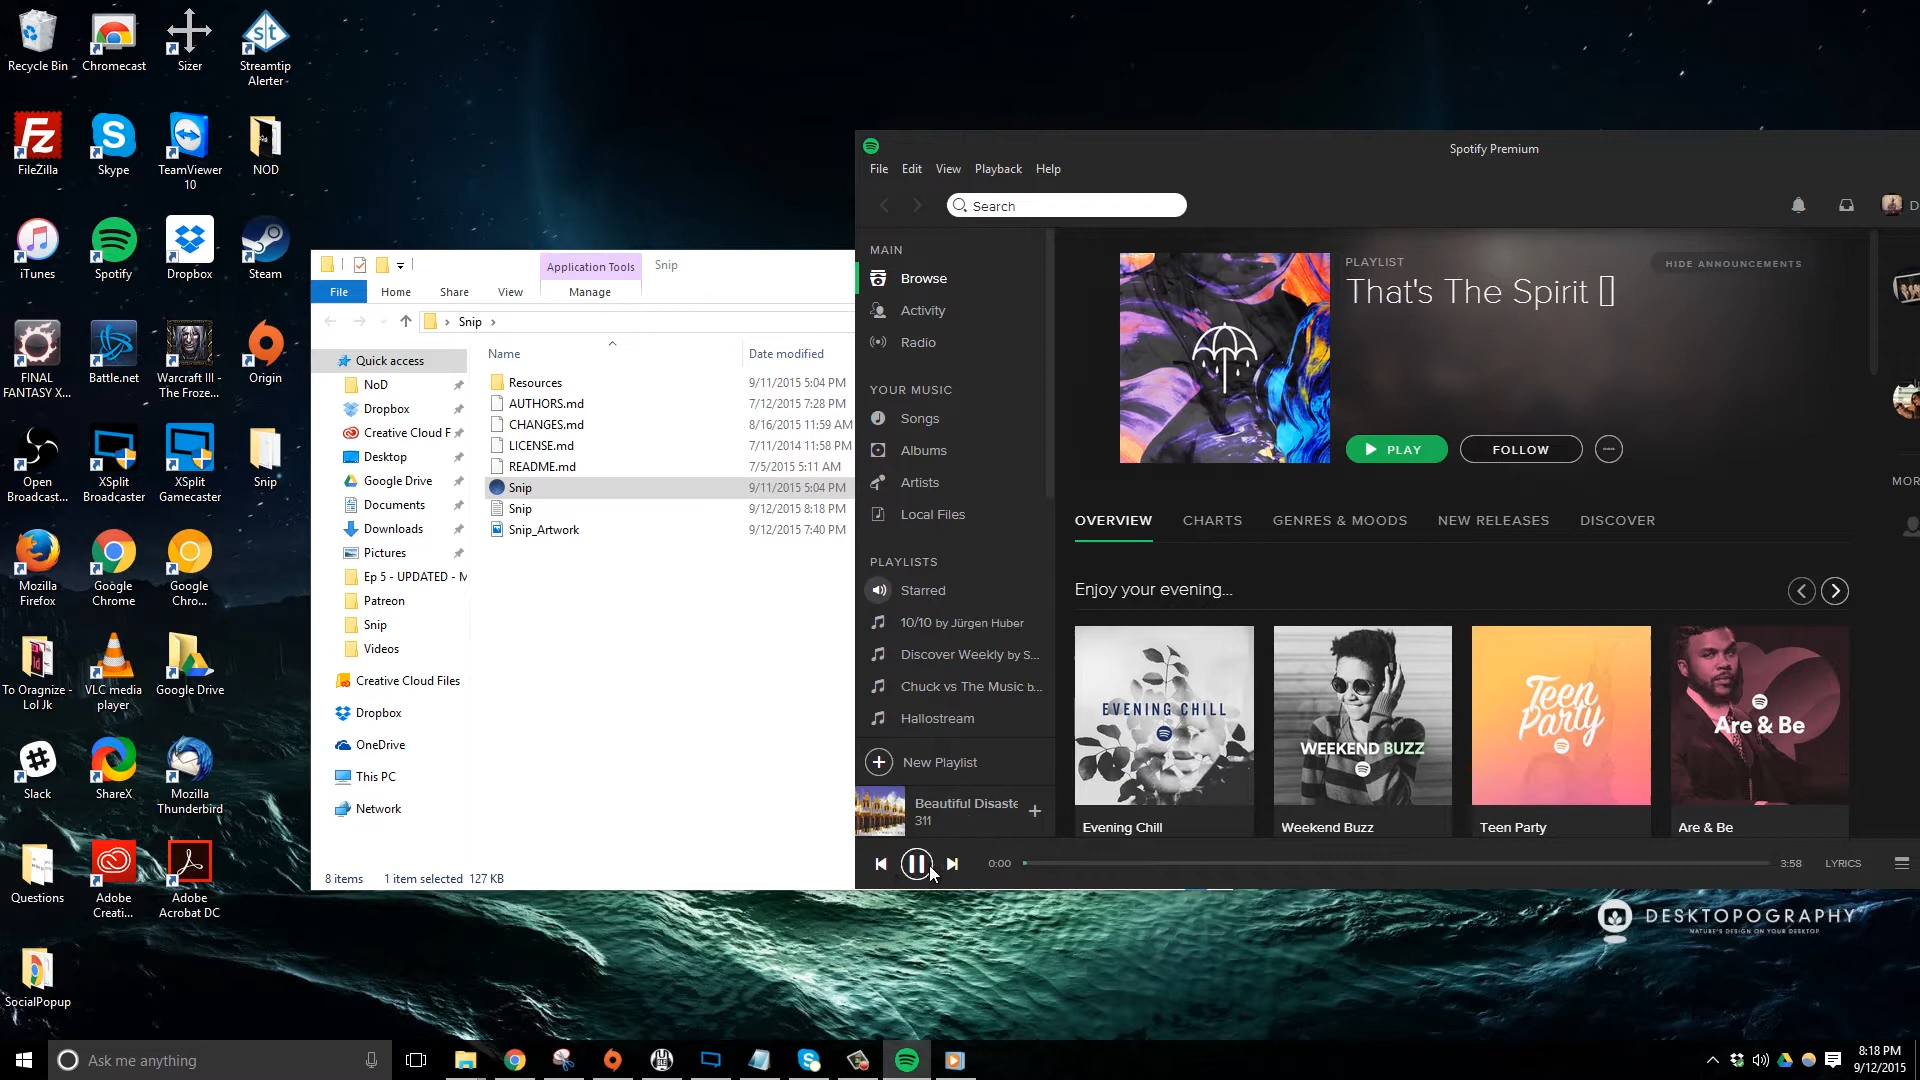 Recycle Bin
Chromecast
Sizer
Streamtip
Alerter
FileZilla
Skype
TeamViewer
10
NOD
iTunes
Spotify
Dropbox
Steam
FINAL
FANTASY X...
Battle.net
Warcraft III -
The Froze...
Origin
Open
Broadcast...
XSplit
Broadcaster
XSplit
Gamecaster
Snip
Mozilla
Firefox
Google
Chrome
Google
Chro...
To Oragnize -
Lol Jk
VLC media
player
Google Drive
Slack
ShareX
Mozilla
Thunderbird
Questions
Adobe
Creati...
Adobe
Acrobat DC
SocialPopup
Application Tools
Snip
File
Home
Share
View
Manage
Snip
Name
Date modified
Quick access
NoD
Dropbox
Creative Cloud F
Desktop
Google Drive
Documents
Downloads
Pictures
Ep 5 - UPDATED - M
Patreon
Snip
Videos
Creative Cloud Files
Dropbox
OneDrive
This PC
Network
Resources 9/11/2015 5:04 PM
AUTHORS.md 7/12/2015 7:28 PM
CHANGES.md 8/16/2015 11:59 AM
LICENSE.md 7/11/2014 11:58 PM
README.md 7/5/2015 5:11 AM
Snip 9/11/2015 5:04 PM
Snip 9/12/2015 8:18 PM
Snip_Artwork 9/12/2015 7:40 PM
8 items 1 item selected 127 KB
Spotify Premium
File Edit View Playback Help
Search
D
MAIN
Browse
Activity
Radio
YOUR MUSIC
Songs
Albums
Artists
Local Files
PLAYLISTS
Starred
10/10 by Jürgen Huber
Discover Weekly by S...
Chuck vs The Music b...
Hallostream
New Playlist
Beautiful Disaste
311
PLAYLIST
HIDE ANNOUNCEMENTS
That's The Spirit []
PLAY
FOLLOW
MOR
OVERVIEW CHARTS GENRES & MOODS NEW RELEASES DISCOVER
Enjoy your evening...
EVENING CHILL
WEEKEND BUZZ
Teen
Party
Are & Be
Evening Chill
Weekend Buzz
Teen Party
Are & Be
0:00
3:58
LYRICS
DESKTOPOGRAPHY
NATURE'S DESIGN ON YOUR DESKTOP
Ask me anything
8:18 PM
9/12/2015